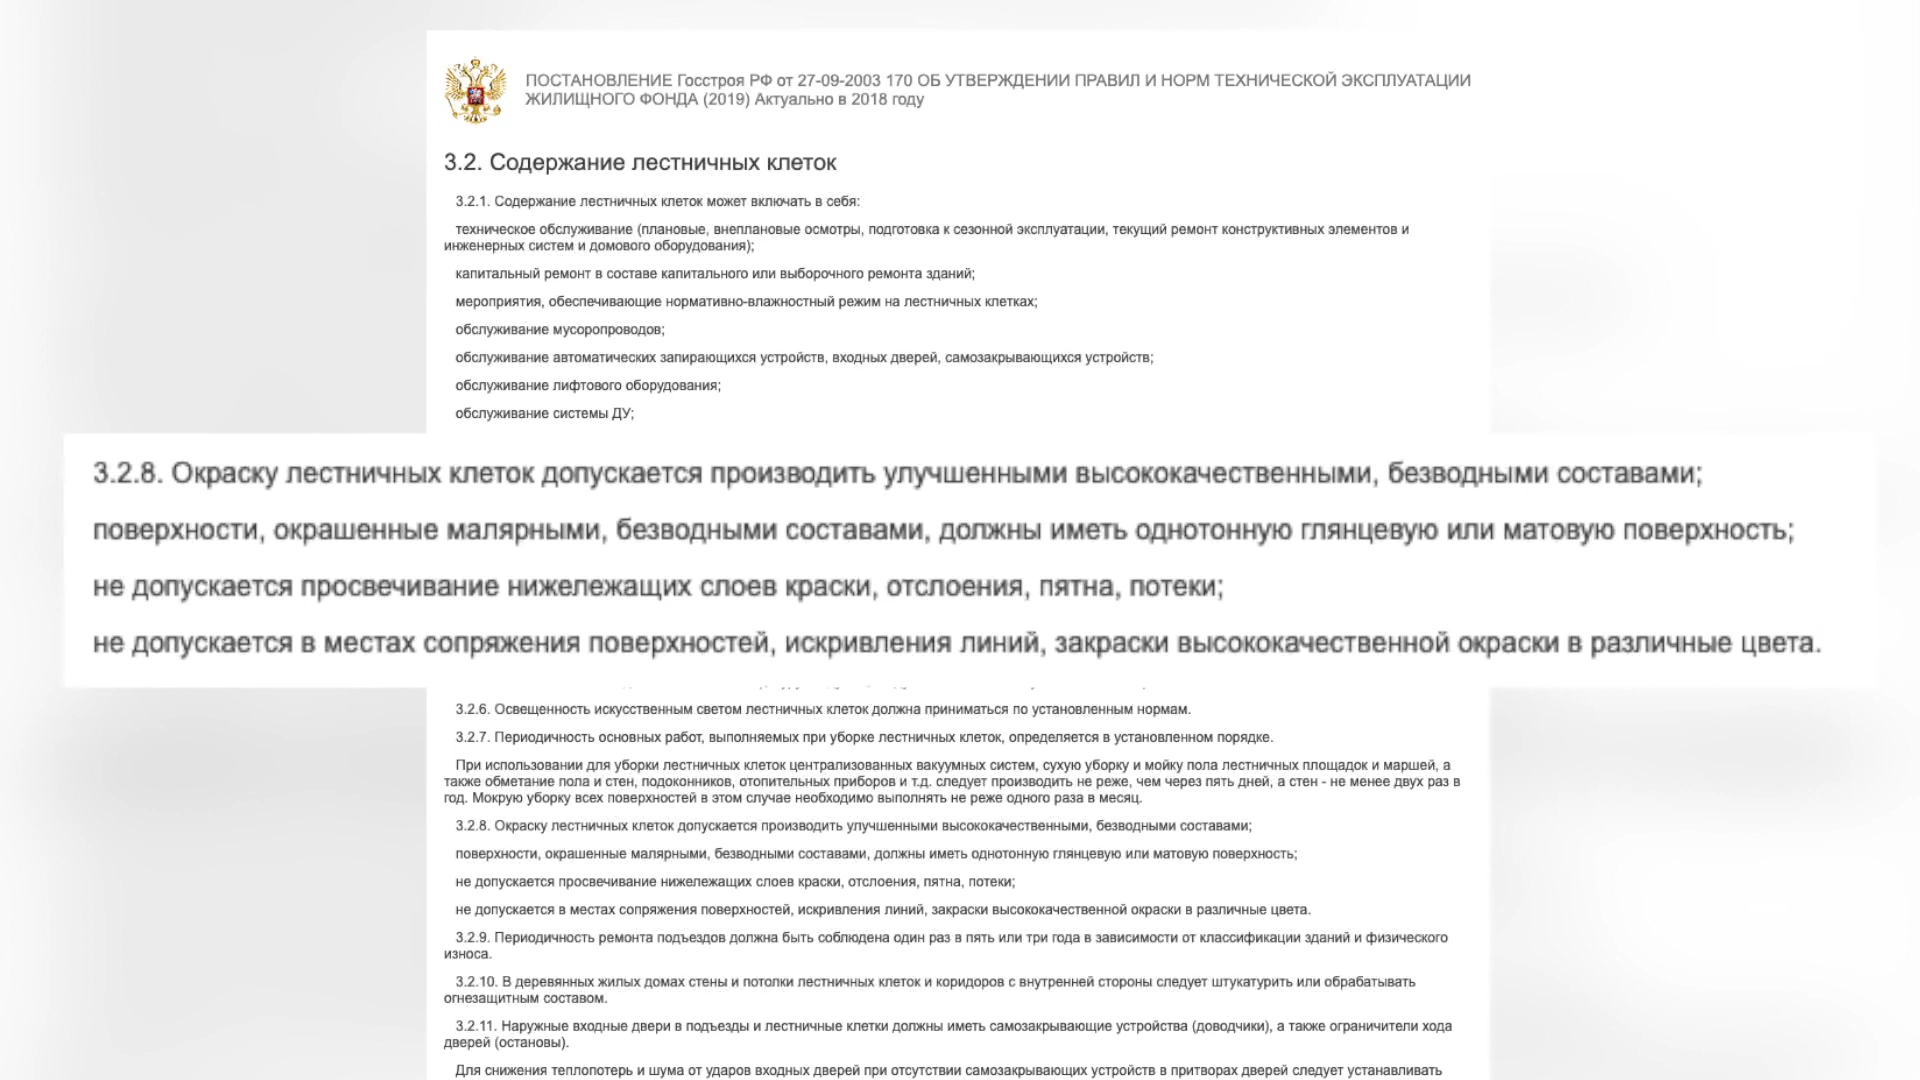 ПОСТАНОВЛЕНИЕ Госстроя РФ от 27-09-2003 170 ОБ УТВЕРЖДЕНИИ ПРАВИЛ И НОРМ ТЕХНИЧЕСКОЙ ЭКСПЛУАТАЦИИ
ЖИЛИЩНОГО ФОНДА (2019) Актуально в 2018 году
3.2. Содержание лестничных клеток
3.2.1. Содержание лестничных клеток может включать в себя:
техническое обслуживание (плановые, внеплановые осмотры, подготовка к сезонной эксплуатации, текущий ремонт конструктивных элементов и
инженерных систем и домового оборудования);
капитальный ремонт в составе капитального или выборочного ремонта зданий;
мероприятия, обеспечивающие нормативно-влажностный режим на лестничных клетках;
обслуживание мусоропроводов;
обслуживание автоматических запирающихся устройств, входных дверей, самозакрывающихся устройств;
обслуживание лифтового оборудования;
обслуживание системы ДУ;
3.2.8. Окраску лестничных клеток допускается производить улучшенными высококачественными, безводными составами;
поверхности, окрашенные малярными, безводными составами, должны иметь однотонную глянцевую или матовую поверхность;
не допускается просвечивание нижележащих слоев краски, отслоения, пятна, потеки;
не допускается в местах сопряжения поверхностей, искривления линий, закраски высококачественной окраски в различные цвета.
3.2.6. Освещенность искусственным светом лестничных клеток должна приниматься по установленным нормам.
3.2.7. Периодичность основных работ, выполняемых при уборке лестничных клеток, определяется в установленном порядке.
При использовании для уборки лестничных клеток централизованных вакуумных систем, сухую уборку и мойку пола лестничных площадок и маршей, а
также обметание пола и стен, подоконников, отопительных приборов и т.д. следует производить не реже, чем через пять дней, а стен - не менее двух раз в
год. Мокрую уборку всех поверхностей в этом случае необходимо выполнять не реже одного раза в месяц.
3.2.8. Окраску лестничных клеток допускается производить улучшенными высококачественными, безводными составами;
поверхности, окрашенные малярными, безводными составами, должны иметь однотонную глянцевую или матовую поверхность;
не допускается просвечивание нижележащих слоев краски, отслоения, пятна, потеки;
не допускается в местах сопряжения поверхностей, искривления линий, закраски высококачественной окраски в различные цвета.
3.2.9. Периодичность ремонта подъездов должна быть соблюдена один раз в пять или три года в зависимости от классификации зданий и физического
износа.
3.2.10. В деревянных жилых домах стены и потолки лестничных клеток и коридоров с внутренней стороны следует штукатурить или обрабатывать
огнезащитным составом.
3.2.11. Наружные входные двери в подъезды и лестничные клетки должны иметь самозакрывающие устройства (доводчики), а также ограничители хода
дверей (остановы).
Для снижения теплопотерь и шума от ударов входных дверей при отсутствии самозакрывающих устройств в притворах дверей следует устанавливать